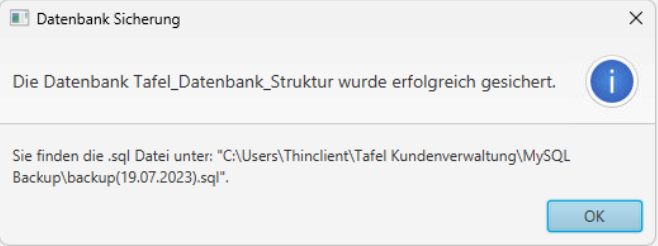 Datenbank Sicherung
Die Datenbank Tafel_Datenbank_Struktur wurde erfolgreich gesichert.
Sie finden die .sql Datei unter: "C:\Users\Thinclient\Tafel Kundenverwaltung\MySQL
Backup\backup(19.07.2023).sql".
OK